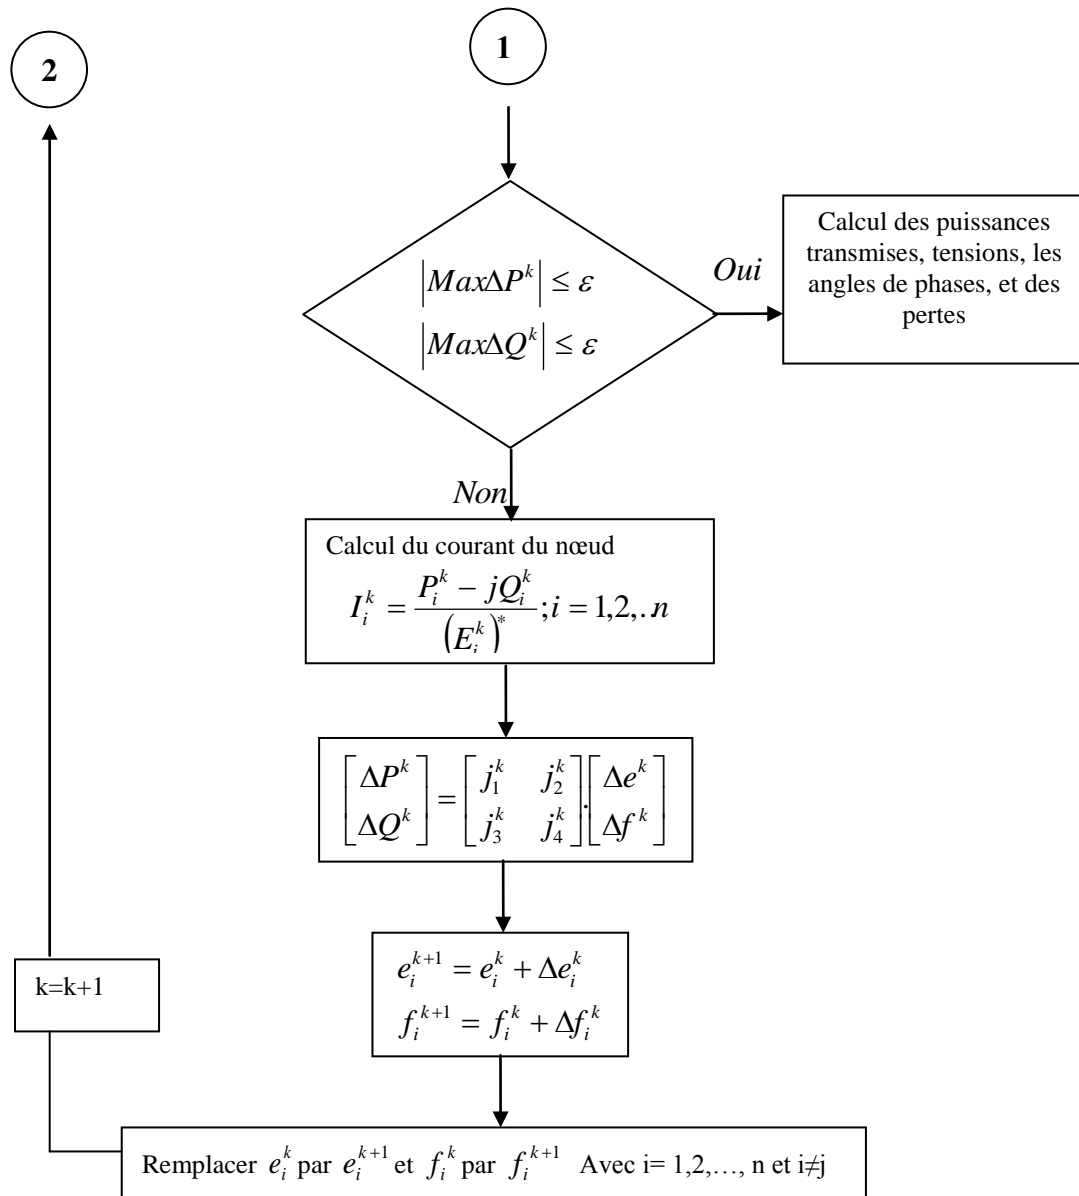 1
2
|MaxΔP^k| ≤ ε
|MaxΔQ^k| ≤ ε
Oui
Calcul des puissances
transmises, tensions, les
angles de phases, et des
pertes
Non
Calcul du courant du nœud
I_i^k = (P_i^k − jQ_i^k) / (E_i^k)^* ; i = 1,2,..n
[ΔP^k ; ΔQ^k] = [j_1^k j_2^k ; j_3^k j_4^k] . [Δe^k ; Δf^k]
e_i^{k+1} = e_i^k + Δe_i^k
f_i^{k+1} = f_i^k + Δf_i^k
k=k+1
Remplacer e_i^k par e_i^{k+1} et f_i^k par f_i^{k+1} Avec i= 1,2,…, n et i≠j